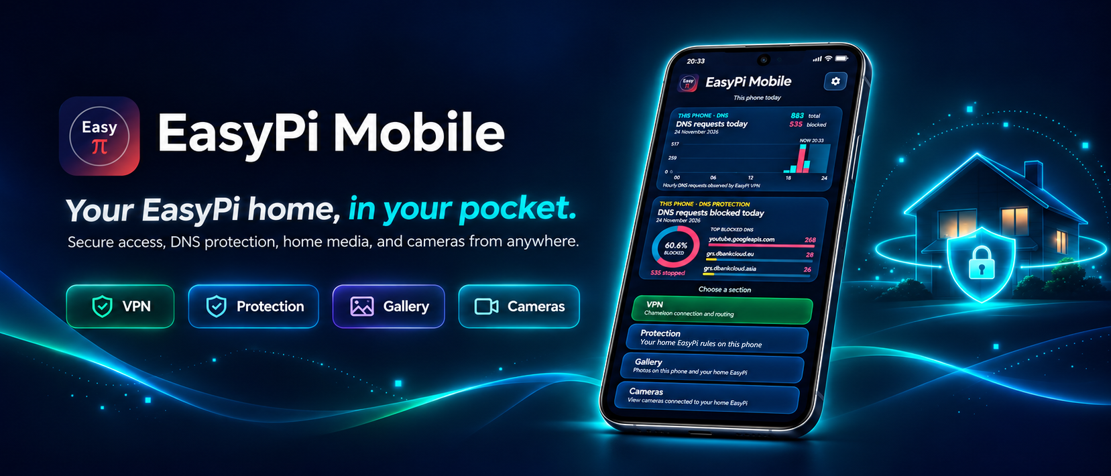 Easy
π
EasyPi Mobile
Your EasyPi home, in your pocket.
Secure access, DNS protection, home media, and cameras from anywhere.
VPN
Protection
Gallery
Cameras
20:33
Easy
π
EasyPi Mobile
This phone today
THIS PHONE - DNS
DNS requests today
24 November 2026
883 total
535 blocked
NOW 20:33
517
259
0
00 06 12 18 24
Hourly DNS requests observed by EasyPi VPN
THIS PHONE - DNS PROTECTION
DNS requests blocked today
24 November 2026
60.6%
BLOCKED
535 stopped
TOP BLOCKED DNS
youtube.googleapis.com 268
grs.dbankcloud.eu 28
grs.dbankcloud.asia 26
Choose a section
VPN
Chameleon connection and routing
Protection
Your home EasyPi rules on this phone
Gallery
Photos on this phone and your home EasyPi
Cameras
View cameras connected to your home EasyPi